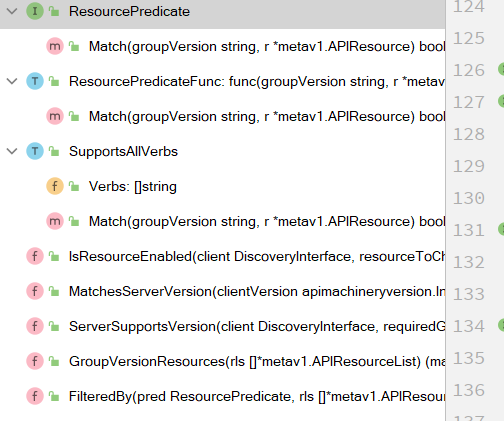 ResourcePredicate
Match(groupVersion string, r *metav1.APIResource) bool
ResourcePredicateFunc: func(groupVersion string, r *metav
Match(groupVersion string, r *metav1.APIResource) bool
SupportsAllVerbs
Verbs: []string
Match(groupVersion string, r *metav1.APIResource) bool
IsResourceEnabled(client DiscoveryInterface, resourceToCh
MatchesServerVersion(clientVersion apimachineryversion.In
ServerSupportsVersion(client DiscoveryInterface, requiredG
GroupVersionResources(rls []*metav1.APIResourceList) (ma
FilteredBy(pred ResourcePredicate, rls []*metav1.APIResour
124
125
126
127
128
129
130
131
132
133
134
135
136
137